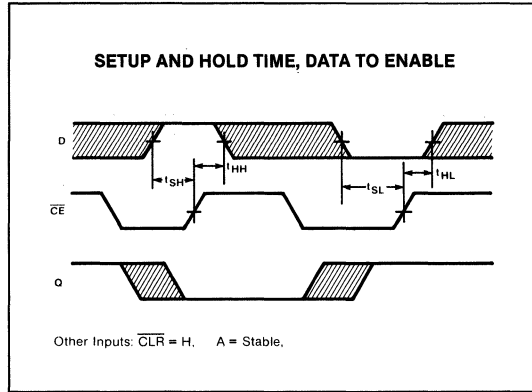 SETUP AND HOLD TIME, DATA TO ENABLE
D
tHH
tSH
tHL
tSL
CE
Q
Other Inputs: CLR = H, A = Stable,